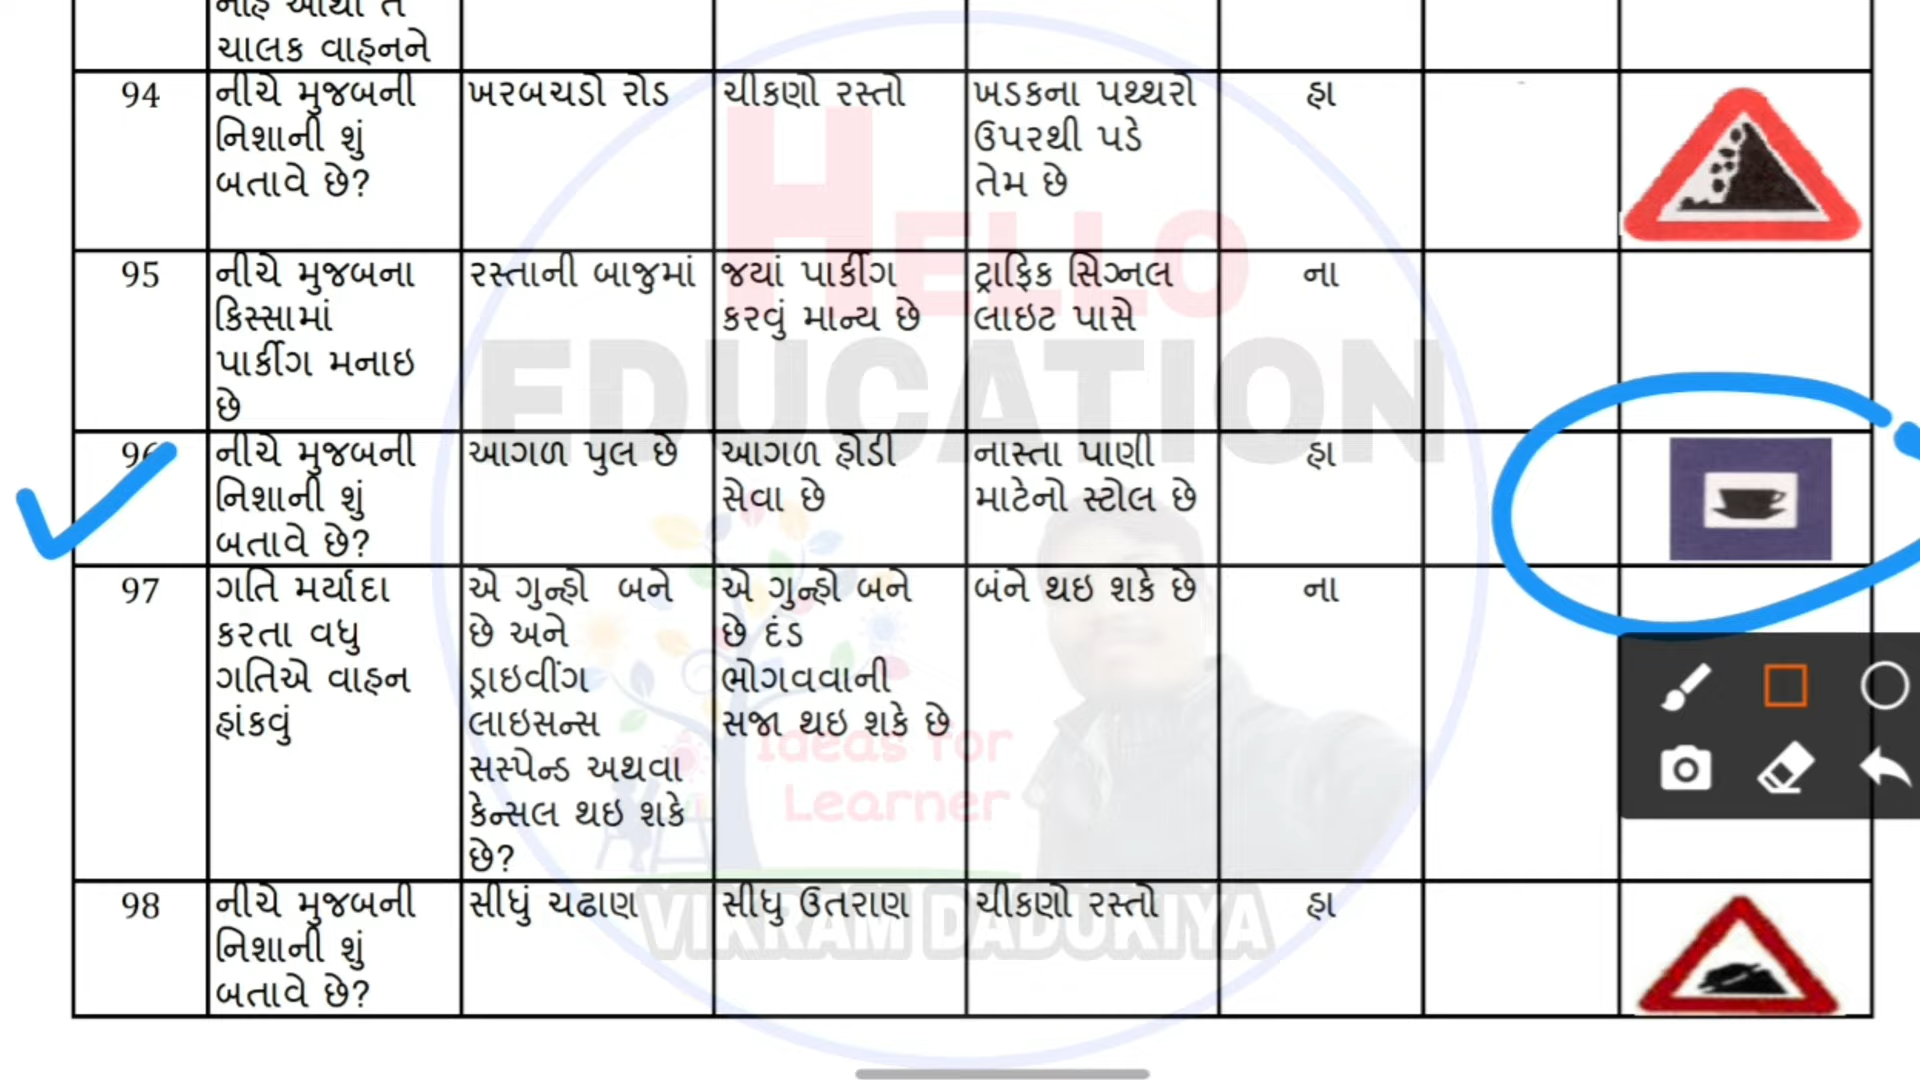 ચાલક વાહનને
94
નીચે મુજબની
નિશાની શું
બતાવે છે?
ખરબચડો રોડ
ચીકણો રસ્તો
ખડકના પથ્થરો
ઉપરથી પડે
તેમ છે
હા
95
નીચે મુજબના
કિસ્સામાં
પાર્કીગ મનાઇ
છે
રસ્તાની બાજુમાં
જયાં પાર્કીગ
કરવું માન્ય છે
ટ્રાફિક સિગ્નલ
લાઇટ પાસે
ના
96
નીચે મુજબની
નિશાની શું
બતાવે છે?
આગળ પુલ છે
આગળ હોડી
સેવા છે
નાસ્તા પાણી
માટેનો સ્ટોલ છે
હા
97
ગતિ મર્યાદા
કરતા વધુ
ગતિએ વાહન
હાંકવું
એ ગુન્હો બને
છે અને
ડ્રાઇવીંગ
લાઇસન્સ
સસ્પેન્ડ અથવા
કેન્સલ થઇ શકે
છે?
એ ગુન્હો બને
છે દંડ
ભોગવવાની
સજા થઇ શકે છે
બંને થઇ શકે છે
ના
98
નીચે મુજબની
નિશાની શું
બતાવે છે?
સીધું ચઢાણ
સીધુ ઉતરાણ
ચીકણો રસ્તો
હા
HELLO
EDUCATION
Ideas for
Learner
VIKRAM DADUKIYA